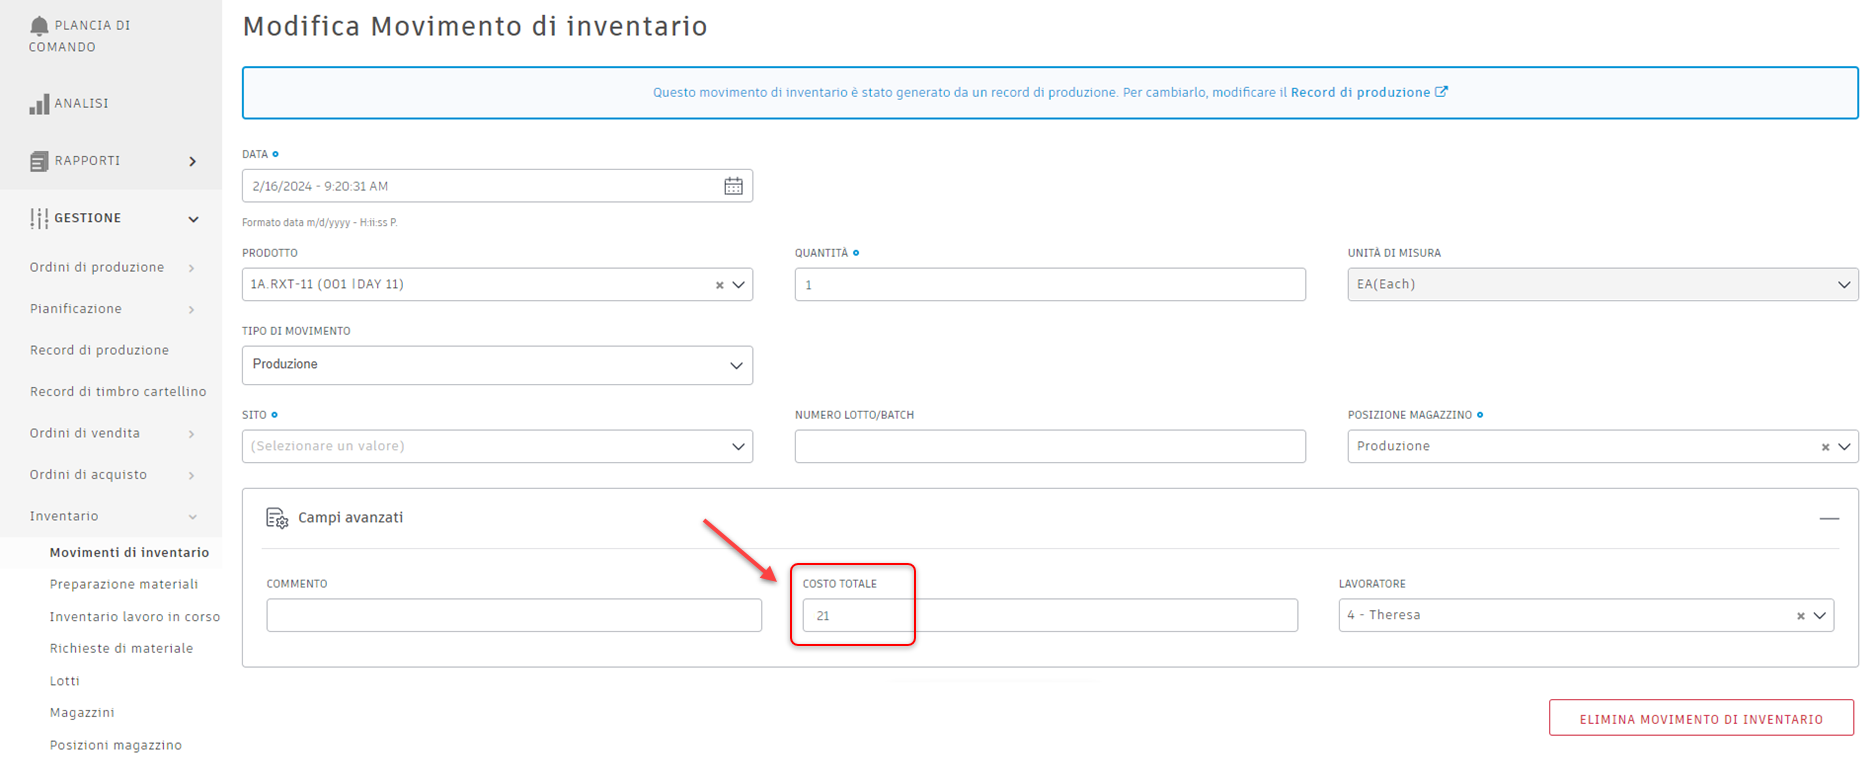 PLANCIA DI
COMANDO
ANALISI
RAPPORTI
GESTIONE
Ordini di produzione
Pianificazione
Record di produzione
Record di timbro cartellino
Ordini di vendita
Ordini di acquisto
Inventario
Movimenti di inventario
Preparazione materiali
Inventario lavoro in corso
Richieste di materiale
Lotti
Magazzini
Posizioni magazzino
Modifica Movimento di inventario
Questo movimento di inventario è stato generato da un record di produzione. Per cambiarlo, modificare il Record di produzione
DATA
2/16/2024 - 9:20:31 AM
Formato data m/d/yyyy - H:ii:ss P.
PRODOTTO
1A.RXT-11 (001 |DAY 11)
QUANTITÀ
1
UNITÀ DI MISURA
EA(Each)
TIPO DI MOVIMENTO
Produzione
SITO
(Selezionare un valore)
NUMERO LOTTO/BATCH
POSIZIONE MAGAZZINO
Produzione
Campi avanzati
COMMENTO
COSTO TOTALE
21
LAVORATORE
4 - Theresa
ELIMINA MOVIMENTO DI INVENTARIO